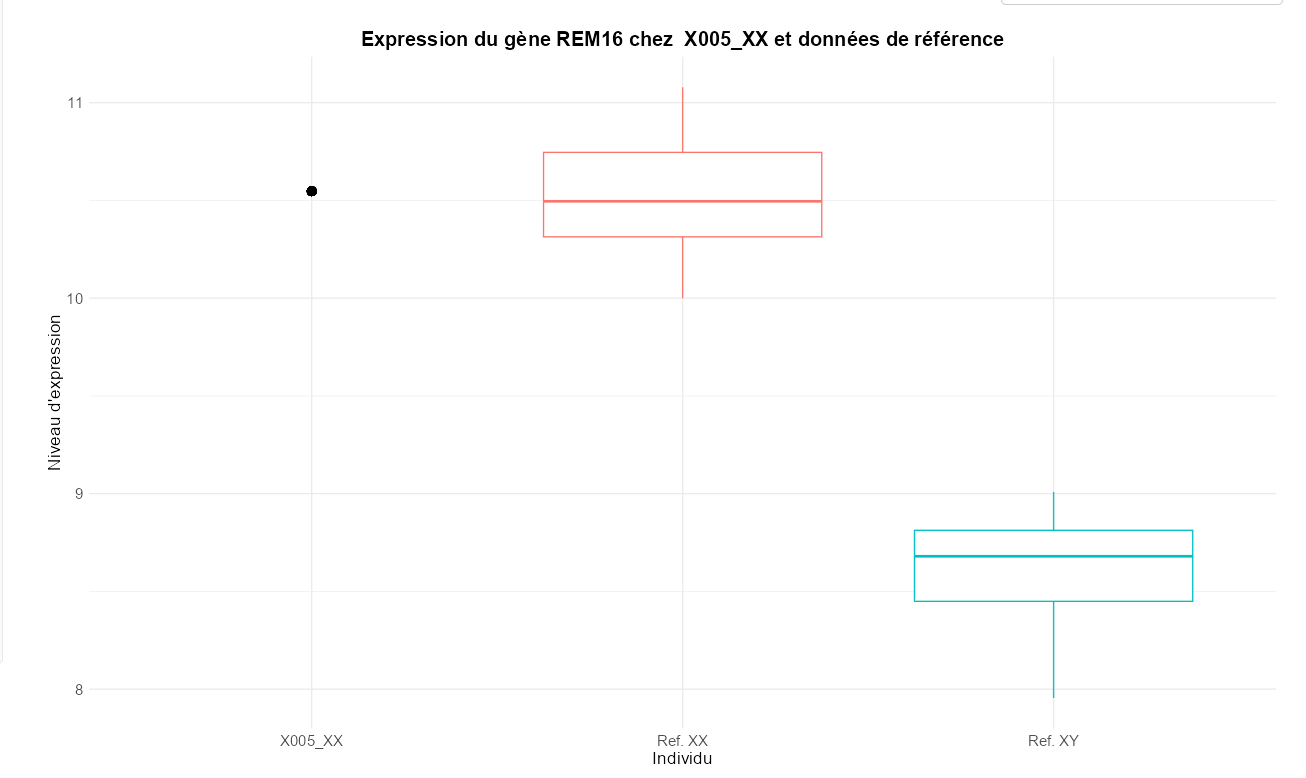 Expression du gène REM16 chez  X005_XX et données de référence
11
10
9
8
Niveau d'expression
X005_XX
Ref. XX
Ref. XY
Individu